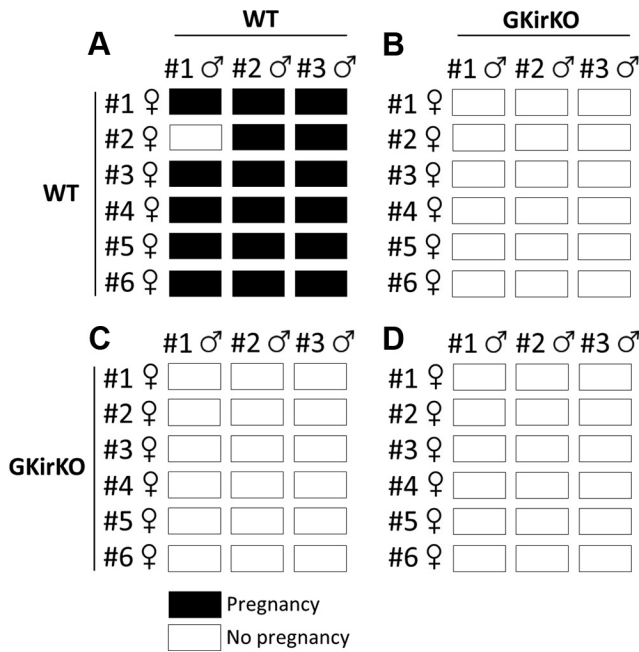 WT GKirKO
A B
#1 ♂ #2 ♂ #3 ♂ #1 ♂ #2 ♂ #3 ♂
#1 ♀ #1 ♀
#2 ♀ #2 ♀
#3 ♀ #3 ♀
WT
#4 ♀ #4 ♀
#5 ♀ #5 ♀
#6 ♀ #6 ♀
C D
#1 ♂ #2 ♂ #3 ♂ #1 ♂ #2 ♂ #3 ♂
#1 ♀ #1 ♀
#2 ♀ #2 ♀
#3 ♀ #3 ♀
GKirKO
#4 ♀ #4 ♀
#5 ♀ #5 ♀
#6 ♀ #6 ♀
Pregnancy
No pregnancy